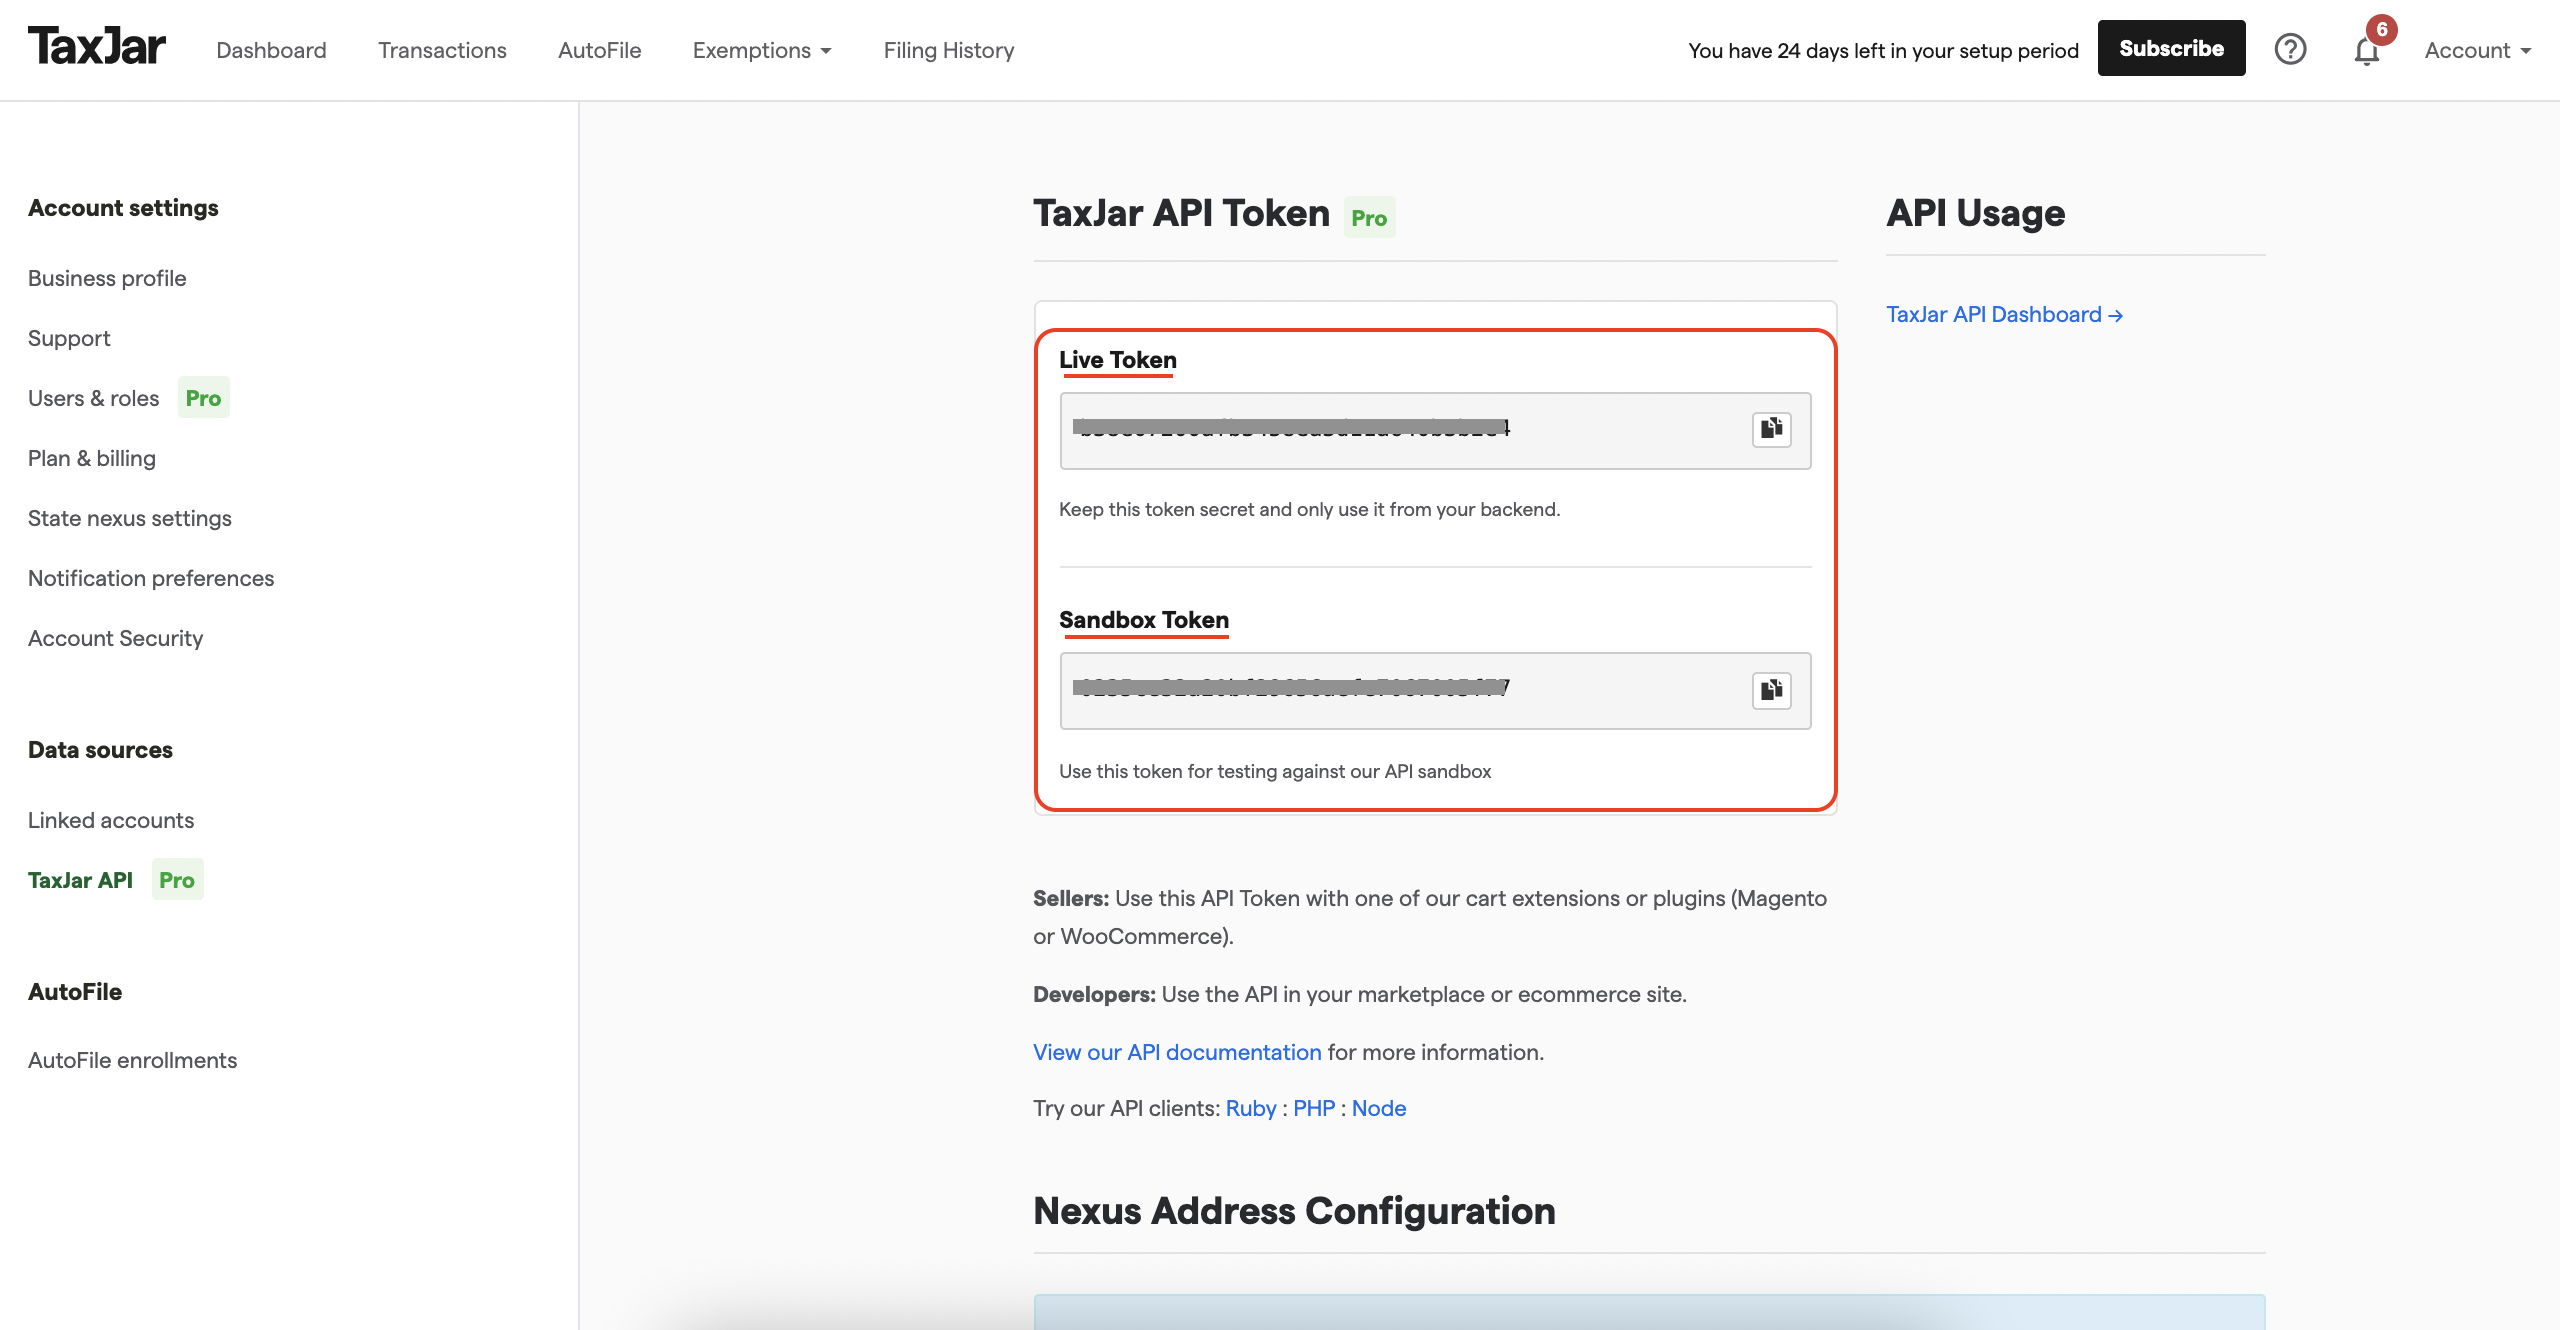 TaxJar
Dashboard
Transactions
AutoFile
Exemptions
Filing History
You have 24 days left in your setup period
Subscribe
6
Account
Account settings
Business profile
Support
Users & roles Pro
Plan & billing
State nexus settings
Notification preferences
Account Security
Data sources
Linked accounts
TaxJar API Pro
AutoFile
AutoFile enrollments
TaxJar API Token Pro
Live Token
Keep this token secret and only use it from your backend.
Sandbox Token
Use this token for testing against our API sandbox
Sellers: Use this API Token with one of our cart extensions or plugins (Magento
or WooCommerce).
Developers: Use the API in your marketplace or ecommerce site.
View our API documentation for more information.
Try our API clients: Ruby : PHP : Node
Nexus Address Configuration
API Usage
TaxJar API Dashboard →